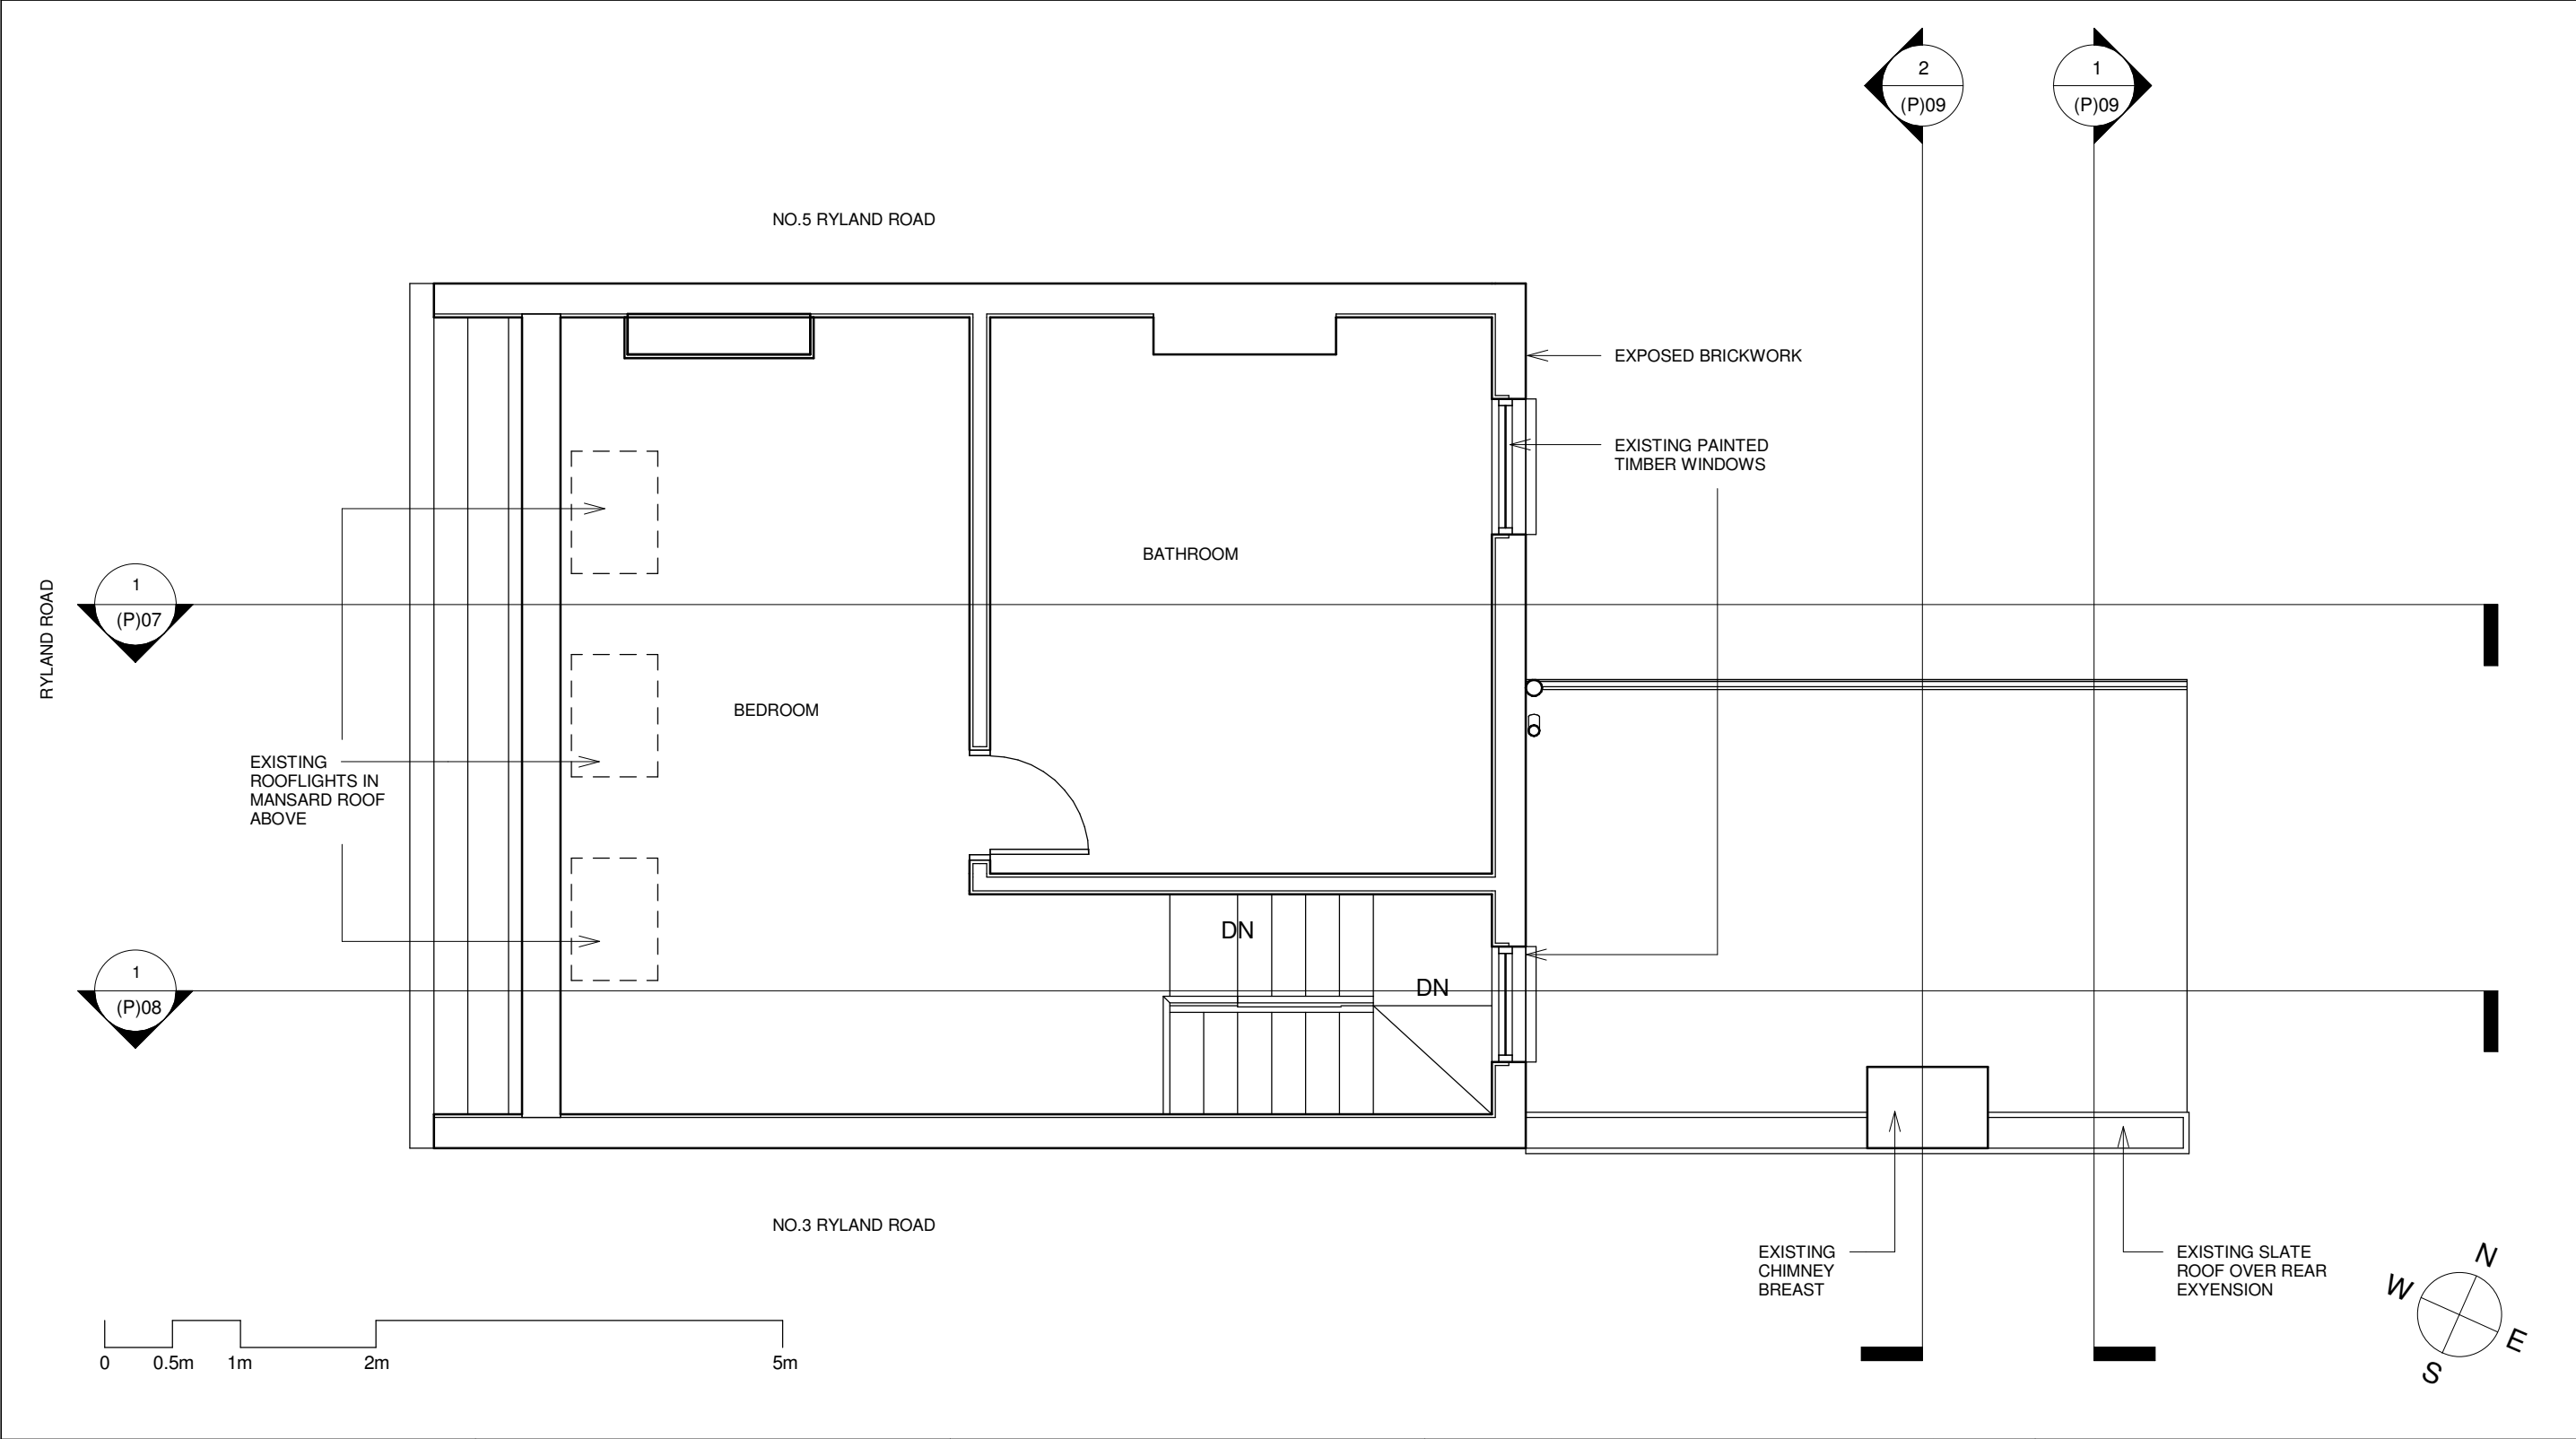 2
(P)09
1
(P)09
NO.5 RYLAND ROAD
EXPOSED BRICKWORK
EXISTING PAINTED
TIMBER WINDOWS
BATHROOM
RYLAND ROAD
1
(P)07
BEDROOM
EXISTING
ROOFLIGHTS IN
MANSARD ROOF
ABOVE
DN
DN
1
(P)08
NO.3 RYLAND ROAD
EXISTING
CHIMNEY
BREAST
EXISTING SLATE
ROOF OVER REAR
EXYENSION
N
W
E
S
0 0.5m 1m 2m 5m